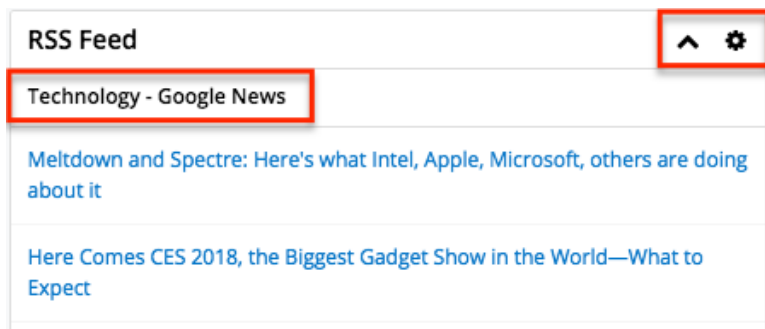 RSS Feed
Technology - Google News
Meltdown and Spectre: Here's what Intel, Apple, Microsoft, others are doing
about it
Here Comes CES 2018, the Biggest Gadget Show in the World—What to
Expect